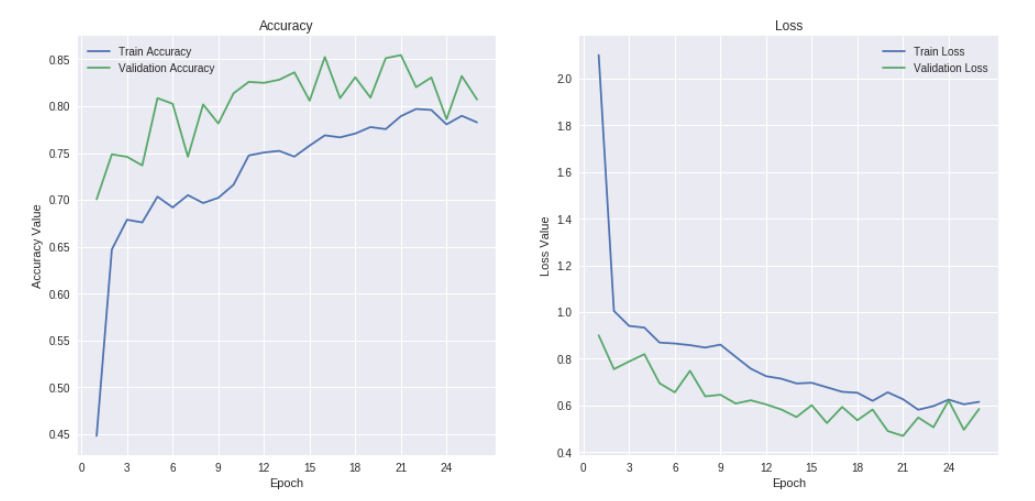 Accuracy
Train Accuracy
Validation Accuracy
0.85
0.80
0.75
0.70
0.65
0.60
0.55
0.50
0.45
Accuracy Value
0 3 6 9 12 15 18 21 24
Epoch
Loss
Train Loss
Validation Loss
2.0
1.8
1.6
1.4
1.2
1.0
0.8
0.6
0.4
Loss Value
0 3 6 9 12 15 18 21 24
Epoch